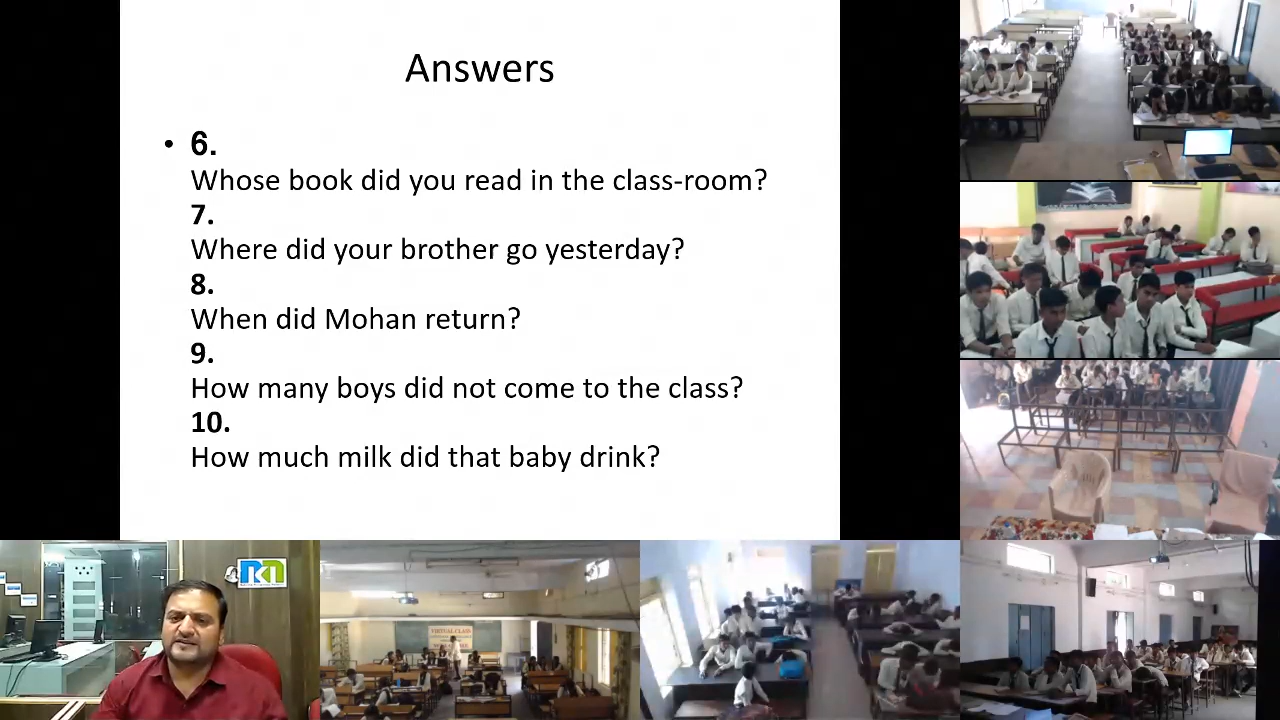 Answers
• 6.
Whose book did you read in the class-room?
7.
Where did your brother go yesterday?
8.
When did Mohan return?
9.
How many boys did not come to the class?
10.
How much milk did that baby drink?
VIRTUAL CLASS